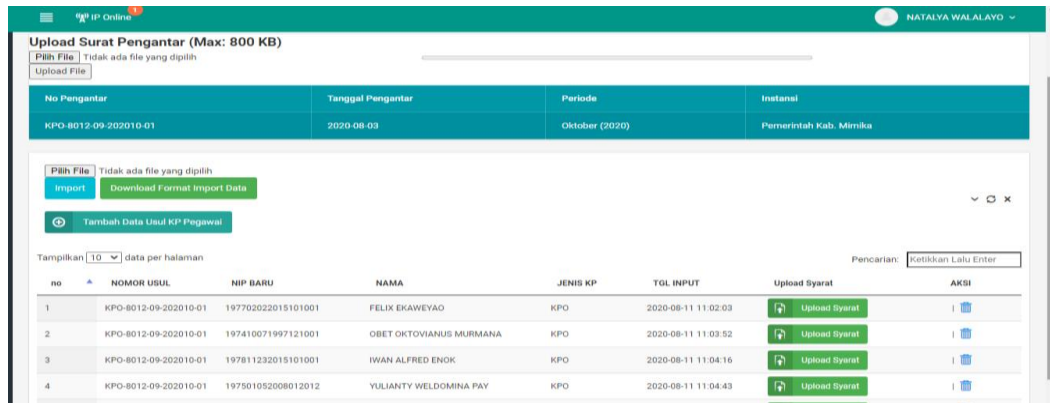 IP Online
NATALYA WALALAYO
Upload Surat Pengantar (Max: 800 KB)
Pilih File Tidak ada file yang dipilih
Upload File
No Pengantar Tanggal Pengantar Periode Instansi
KPO-8012-09-202010-01 2020-08-03 Oktober (2020) Pemerintah Kab. Mimika
Pilih File Tidak ada file yang dipilih
Import Download Format Import Data
Tambah Data Usul KP Pegawai
Tampilkan 10 data per halaman Pencarian: Ketikkan Lalu Enter
no NOMOR USUL NIP BARU NAMA JENIS KP TGL INPUT Upload Syarat AKSI
1 KPO-8012-09-202010-01 197702022015101001 FELIX EKAWEYAO KPO 2020-08-11 11:02:03 Upload Syarat |
2 KPO-8012-09-202010-01 197410071997121001 OBET OKTOVIANUS MURMANA KPO 2020-08-11 11:03:52 Upload Syarat |
3 KPO-8012-09-202010-01 197811232015101001 IWAN ALFRED ENOK KPO 2020-08-11 11:04:16 Upload Syarat |
4 KPO-8012-09-202010-01 197501052008012012 YULIANTY WELDOMINA PAY KPO 2020-08-11 11:04:43 Upload Syarat |